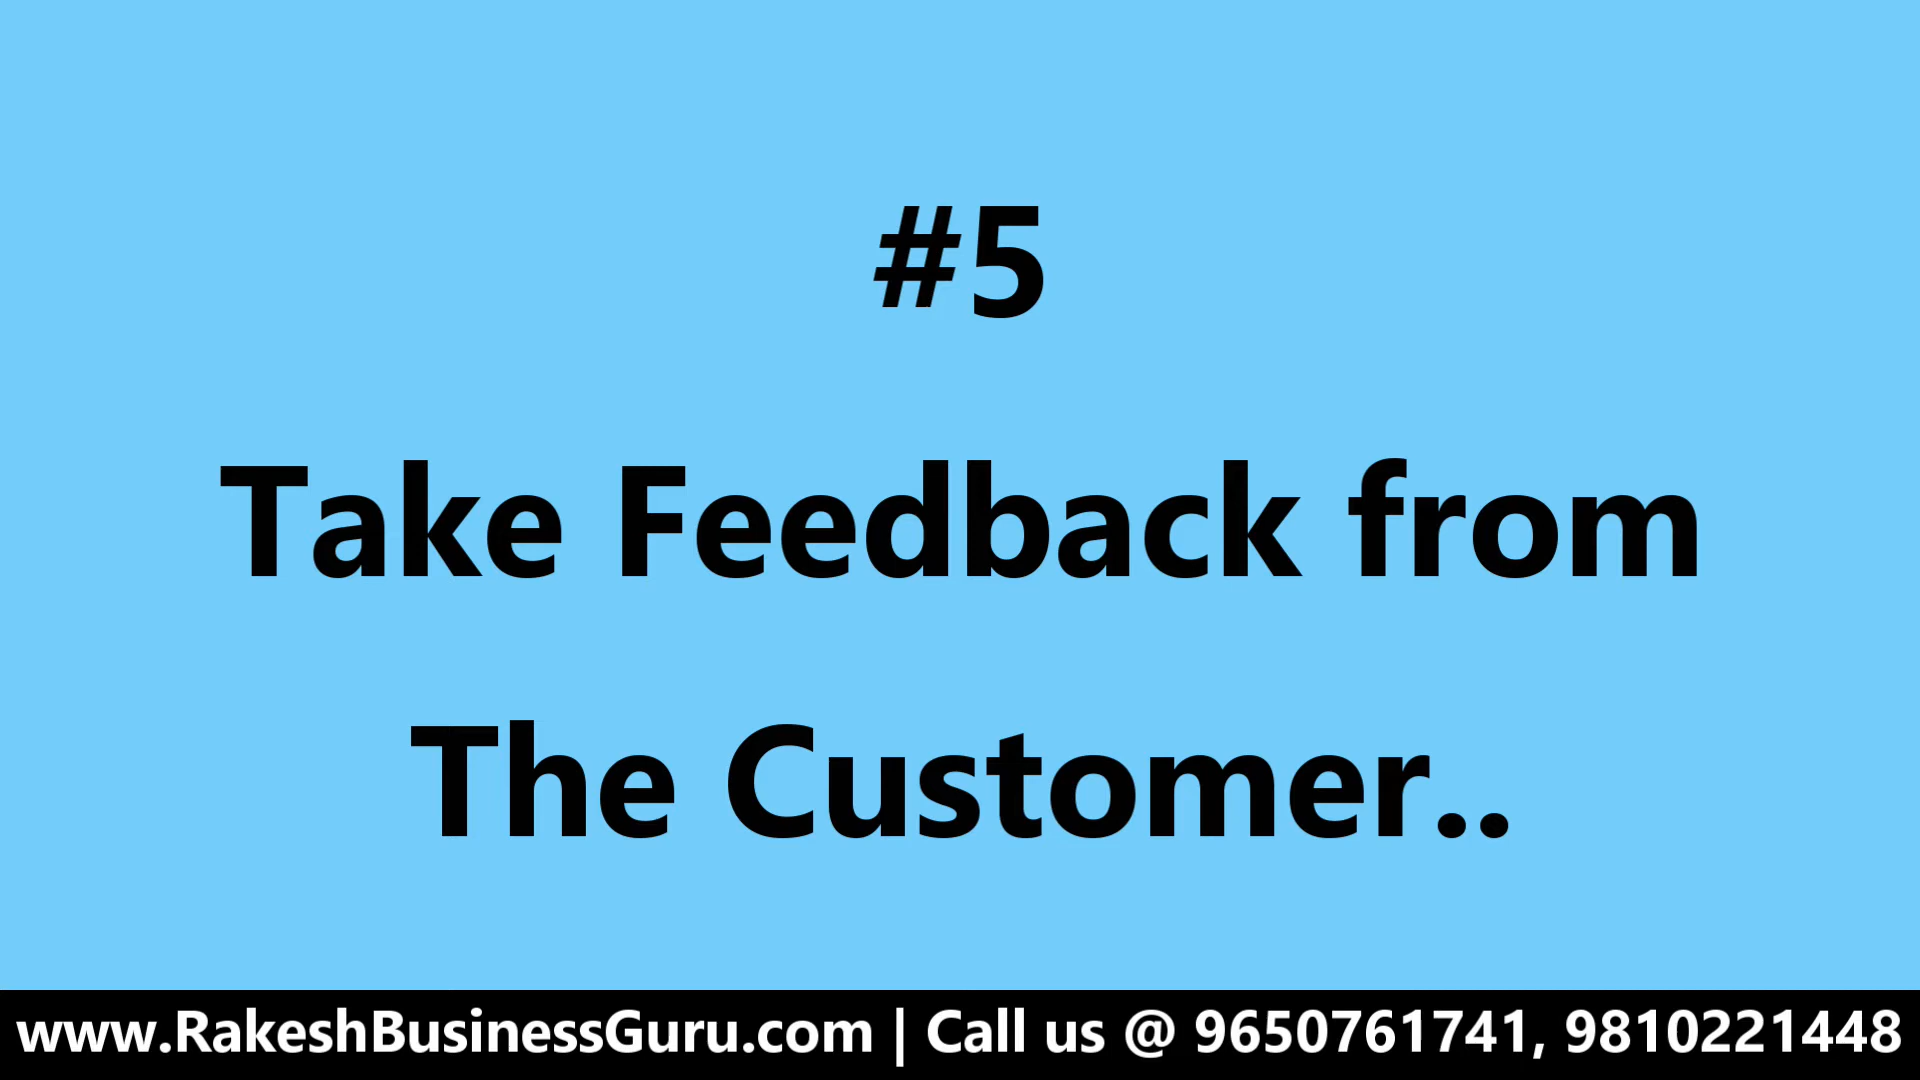 #5
Take Feedback from
The Customer..
www.RakeshBusinessGuru.com | Call us @ 9650761741, 9810221448